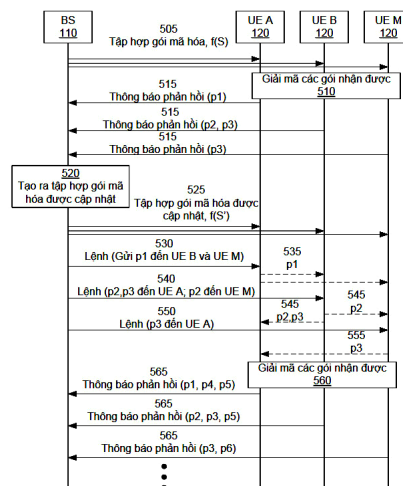 BS
110
UE A
120
UE B
120
UE M
120
505
Tập hợp gói mã hóa, f(S)
Giải mã các gói nhận được
510
515
Thông báo phản hồi (p1)
515
Thông báo phản hồi (p2, p3)
515
Thông báo phản hồi (p3)
520
Tạo ra tập hợp gói mã
hóa được cập nhật
525
Tập hợp gói mã hóa được
cập nhật, f(S')
530
Lệnh (Gửi p1 đến UE B và UE M)
535
p1
540
Lệnh (p2,p3 đến UE A; p2 đến UE M)
545
p2,p3
545
p2
550
Lệnh (p3 đến UE A)
555
p3
Giải mã các gói nhận được
560
565
Thông báo phản hồi (p1, p4, p5)
565
Thông báo phản hồi (p2, p3, p5)
565
Thông báo phản hồi (p3, p6)